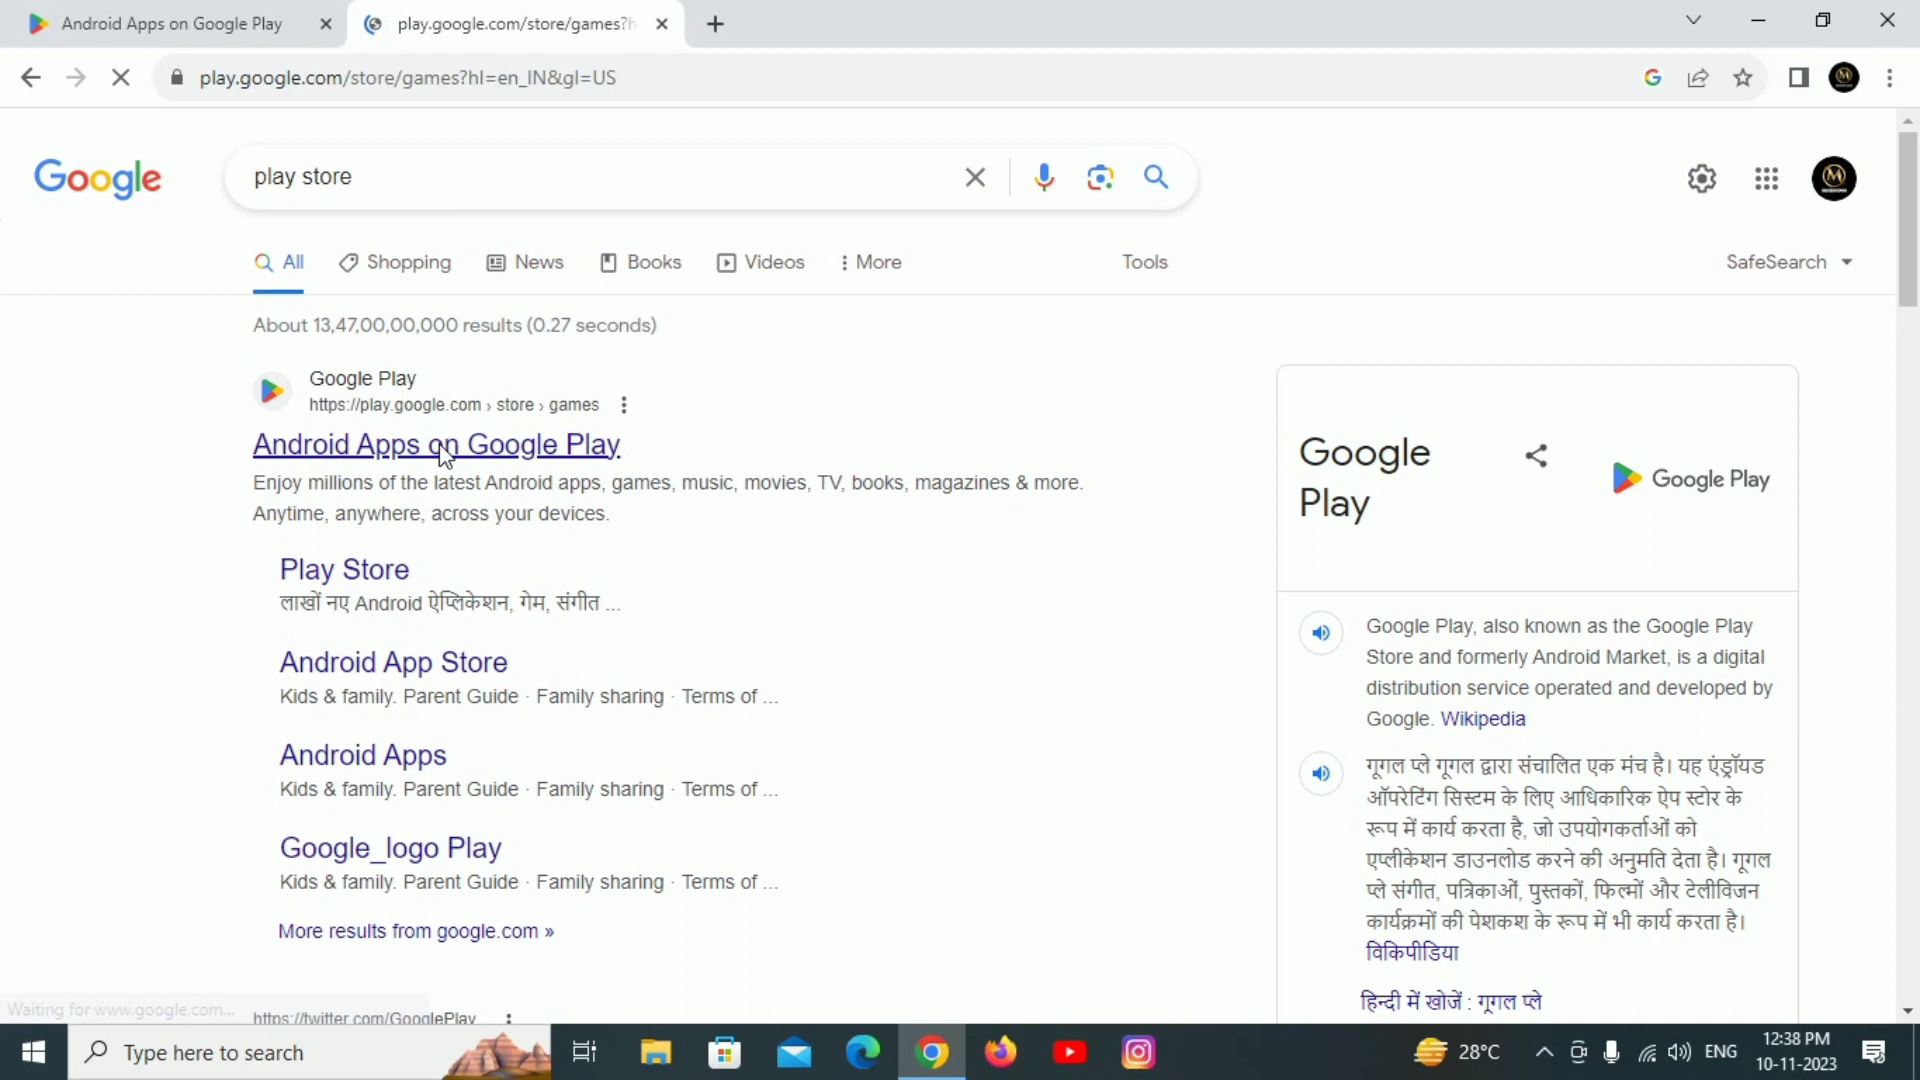 Android Apps on Google Play
play.google.com/store/games?h
play.google.com/store/games?hl=en_IN&gl=US
Google
play store
All
Shopping
News
Books
Videos
More
Tools
SafeSearch
About 13,47,00,00,000 results (0.27 seconds)
Google Play
https://play.google.com › store › games
Android Apps on Google Play
Enjoy millions of the latest Android apps, games, music, movies, TV, books, magazines & more.
Anytime, anywhere, across your devices.
Play Store
लाखों नए Android ऐप्लिकेशन, गेम, संगीत ...
Android App Store
Kids & family. Parent Guide · Family sharing · Terms of ...
Android Apps
Kids & family. Parent Guide · Family sharing · Terms of ...
Google_logo Play
Kids & family. Parent Guide · Family sharing · Terms of ...
More results from google.com »
https://twitter.com/GooglePlay
Google
Play
Google Play
Google Play, also known as the Google Play
Store and formerly Android Market, is a digital
distribution service operated and developed by
Google. Wikipedia
गूगल प्ले गूगल द्वारा संचालित एक मंच है। यह एंड्रॉयड
ऑपरेटिंग सिस्टम के लिए आधिकारिक ऐप स्टोर के
रूप में कार्य करता है, जो उपयोगकर्ताओं को
एप्लीकेशन डाउनलोड करने की अनुमति देता है। गूगल
प्ले संगीत, पत्रिकाओं, पुस्तकों, फिल्मों और टेलीविजन
कार्यक्रमों की पेशकश के रूप में भी कार्य करता है।
विकिपीडिया
हिन्दी में खोजें : गूगल प्ले
Waiting for www.google.com...
Type here to search
28°C
ENG
12:38 PM
10-11-2023